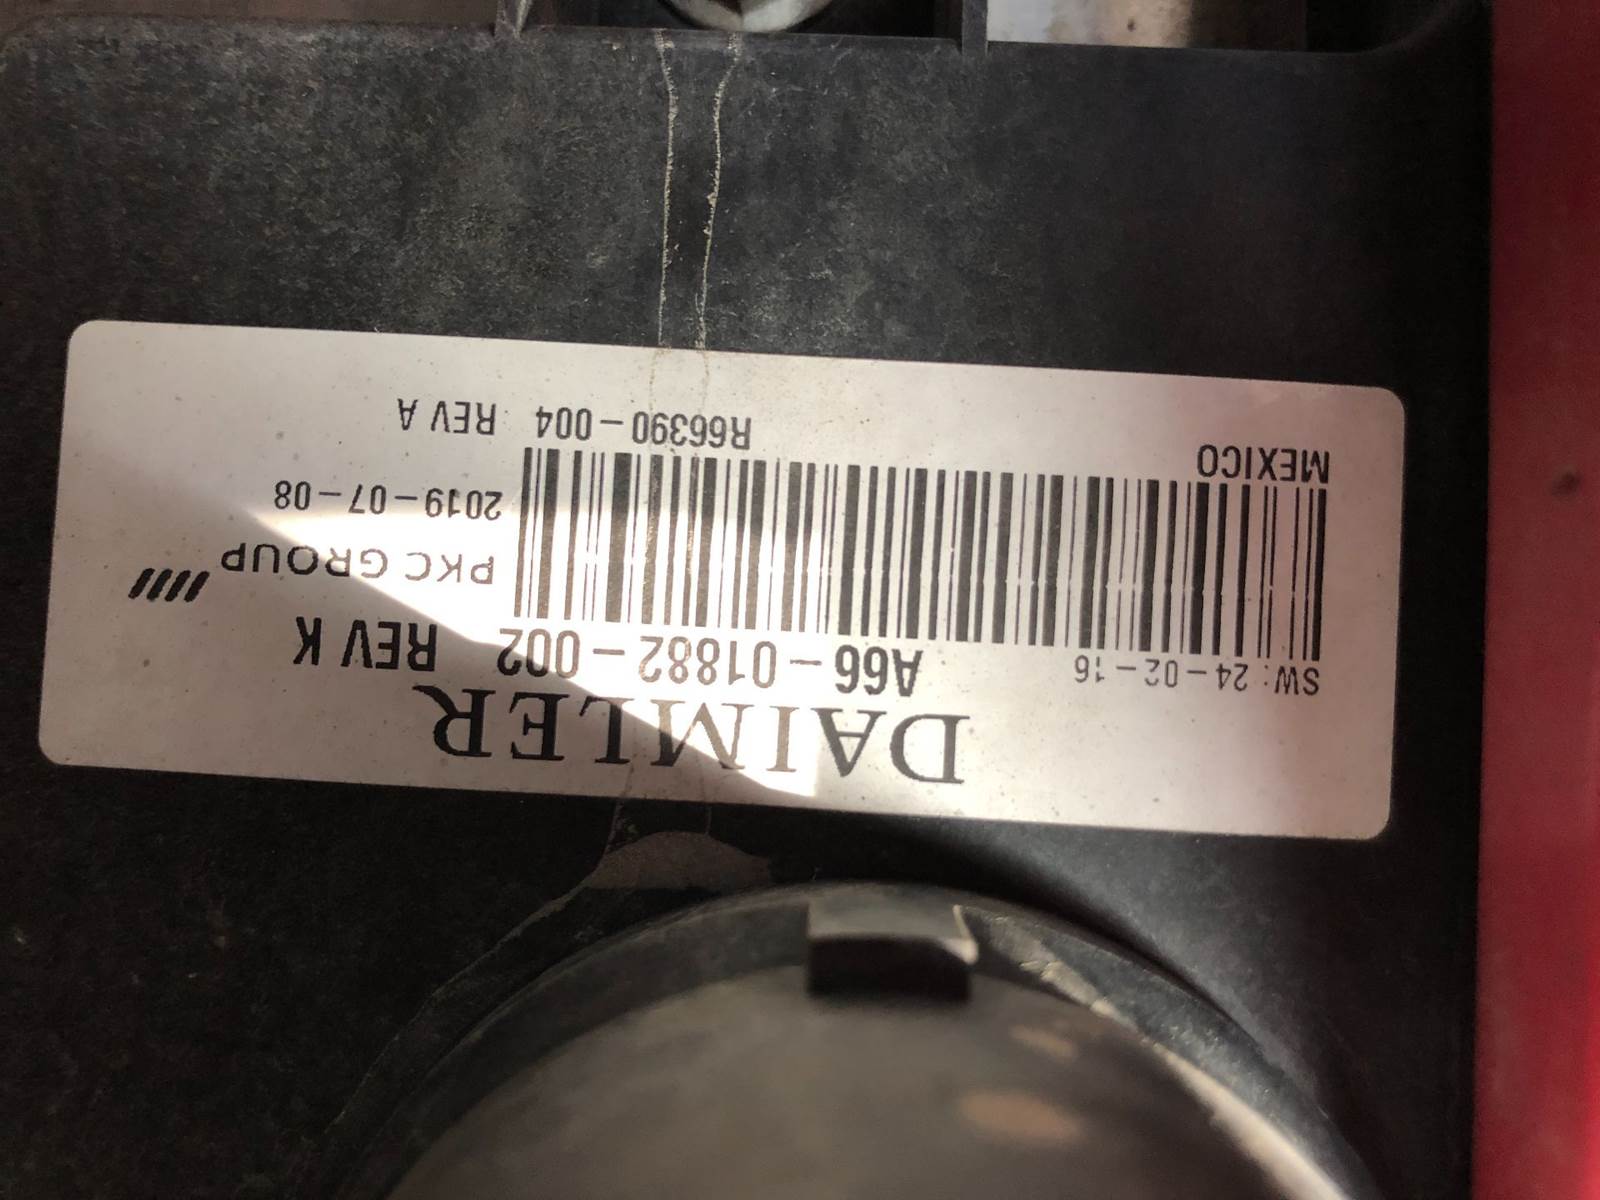 DAIMLER
SW: 24-02-16
A66-01882-002 REV K
PKC GROUP
2019-07-08
MEXICO
R66390-004 REV A